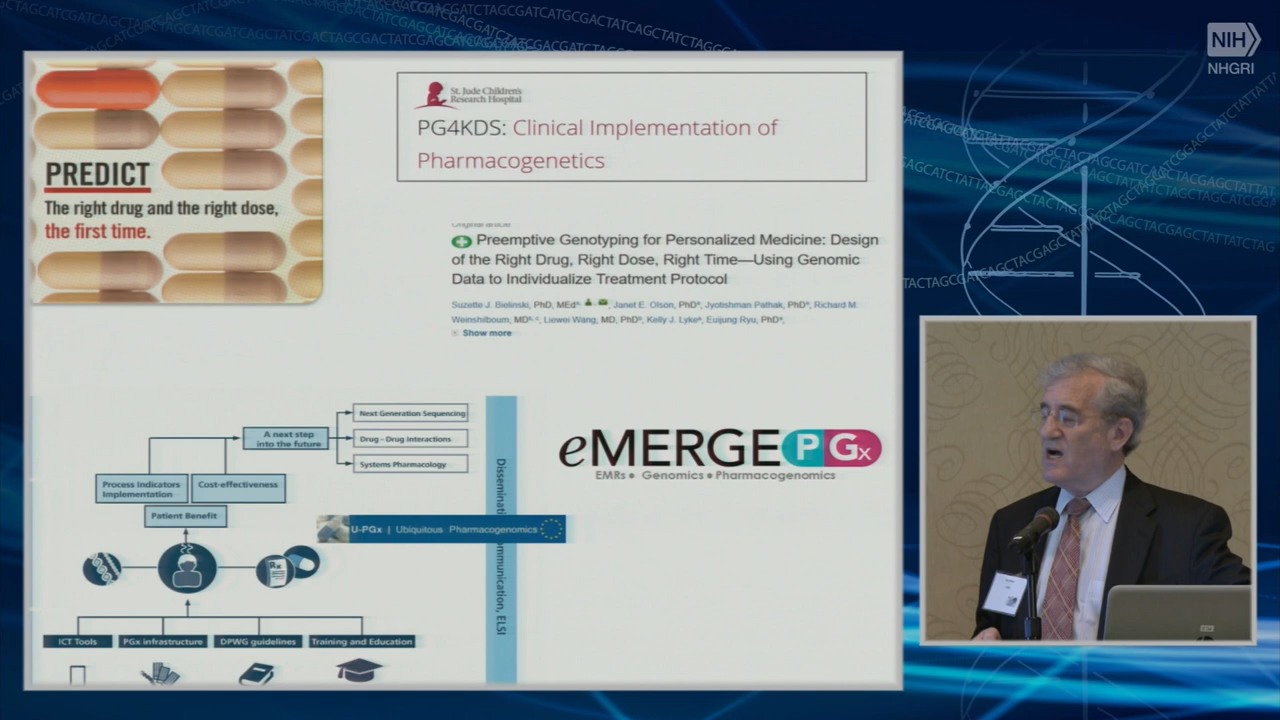 NIH
NHGRI
PREDICT
The right drug and the right dose,
the first time.
St. Jude Children's
Research Hospital
PG4KDS: Clinical Implementation of
Pharmacogenetics
Original article
Preemptive Genotyping for Personalized Medicine: Design
of the Right Drug, Right Dose, Right Time—Using Genomic
Data to Individualize Treatment Protocol
Suzette J. Bielinski, PhD, MEd, Janet E. Olson, PhD, Jyotishman Pathak, PhD, Richard M.
Weinshilboum, MD, Liewei Wang, MD, PhD, Kelly J. Lyke, Euijung Ryu, PhD,
Show more
Next Generation Sequencing
A next step
into the future
Drug - Drug Interactions
Systems Pharmacology
Process Indicators
Implementation
Cost-effectiveness
Patient Benefit
U-PGx | Ubiquitous Pharmacogenomics
Rx
ICT Tools
PGx infrastructure
DPWG guidelines
Training and Education
Disseminati ommunication, ELSI
eMERGE PGx
EMRs • Genomics • Pharmacogenomics